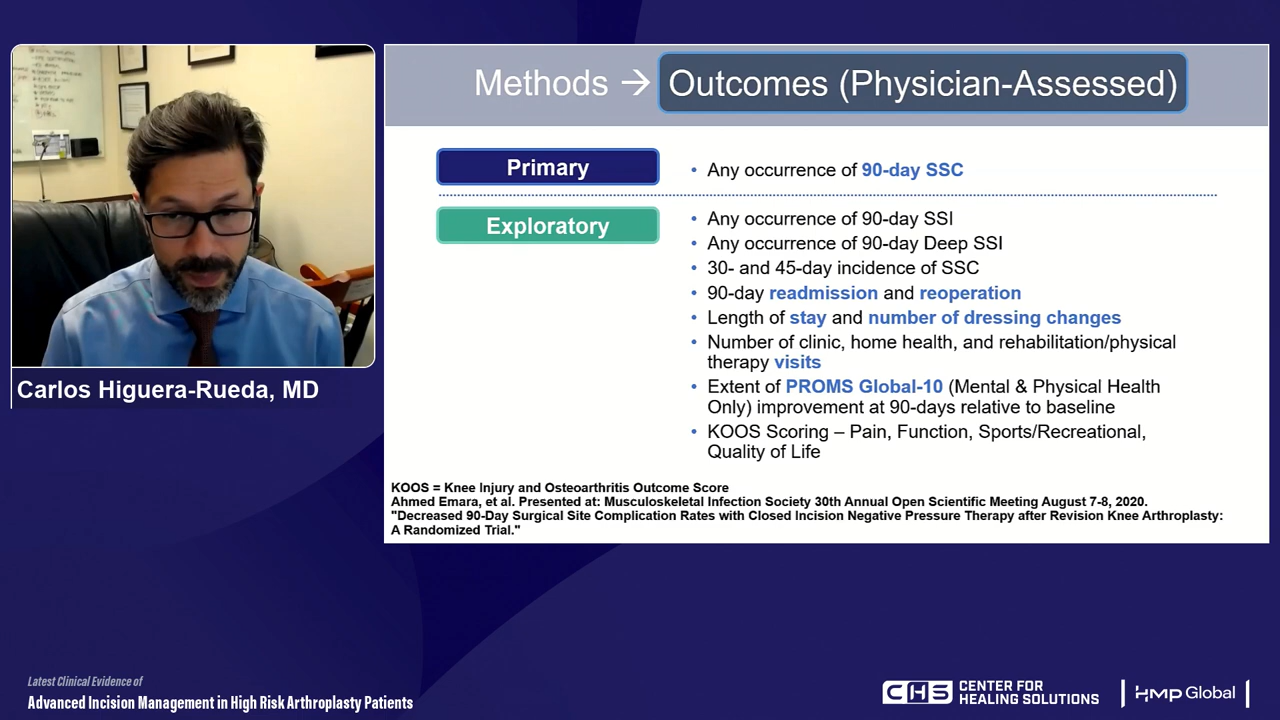 Methods → Outcomes (Physician-Assessed)
Primary
• Any occurrence of 90-day SSC
Exploratory
• Any occurrence of 90-day SSI
• Any occurrence of 90-day Deep SSI
• 30- and 45-day incidence of SSC
• 90-day readmission and reoperation
• Length of stay and number of dressing changes
• Number of clinic, home health, and rehabilitation/physical
therapy visits
• Extent of PROMS Global-10 (Mental & Physical Health
Only) improvement at 90-days relative to baseline
• KOOS Scoring – Pain, Function, Sports/Recreational,
Quality of Life
KOOS = Knee Injury and Osteoarthritis Outcome Score
Ahmed Emara, et al. Presented at: Musculoskeletal Infection Society 30th Annual Open Scientific Meeting August 7-8, 2020.
"Decreased 90-Day Surgical Site Complication Rates with Closed Incision Negative Pressure Therapy after Revision Knee Arthroplasty:
A Randomized Trial."
Carlos Higuera-Rueda, MD
Latest Clinical Evidence of
Advanced Incision Management in High Risk Arthroplasty Patients
CHS CENTER FOR
HEALING SOLUTIONS
HMP Global